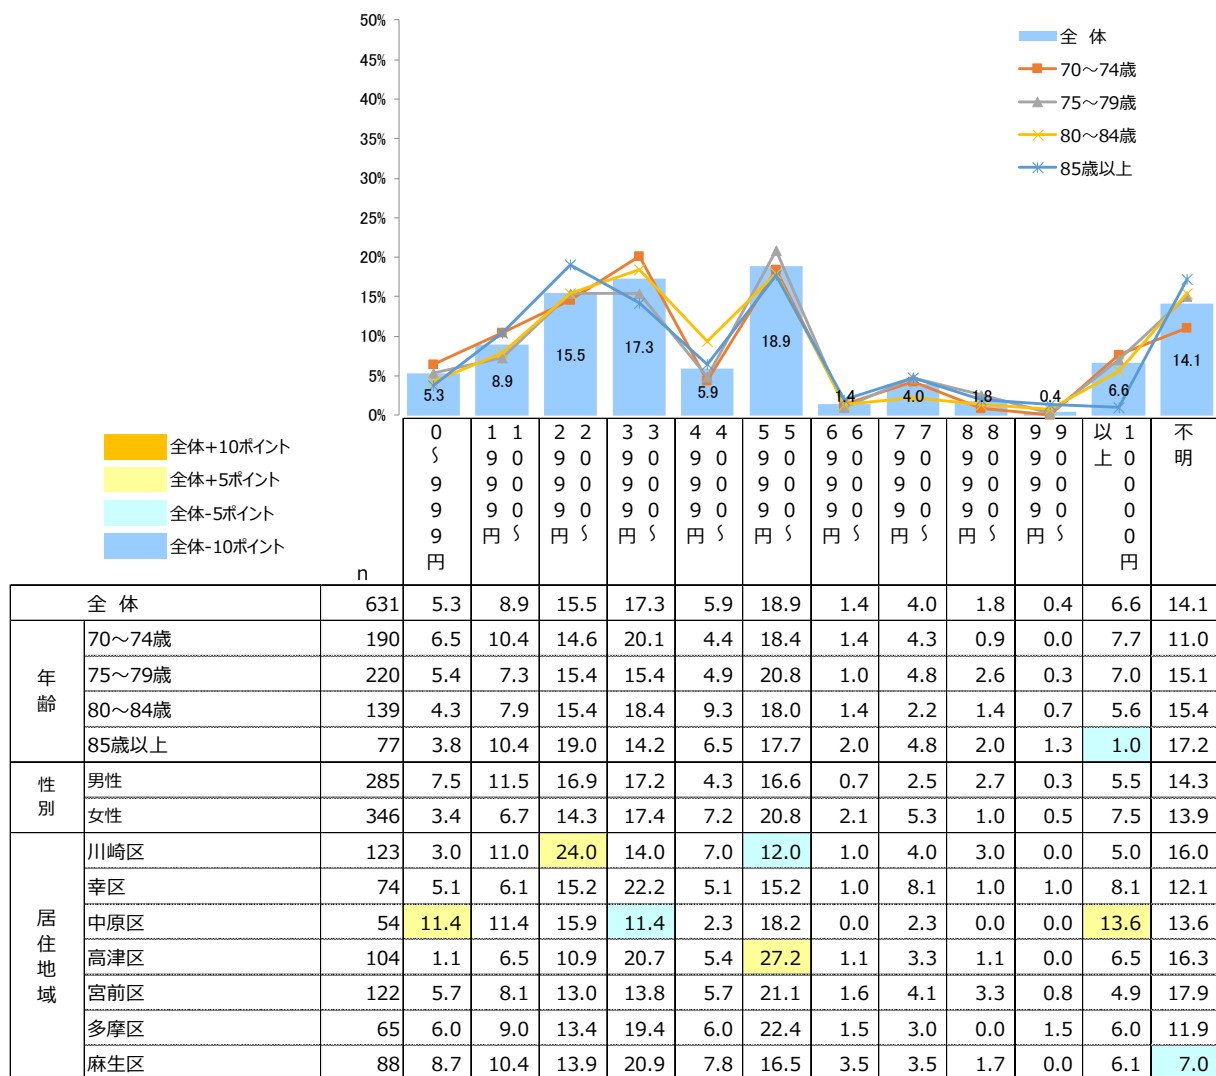 50%
45%
40%
35%
30%
25%
20%
15%
10%
5%
0%
全 体
70～74歳
75～79歳
80～84歳
85歳以上
5.3
8.9
15.5
17.3
5.9
18.9
1.4
4.0
1.8
0.4
6.6
14.1
全体+10ポイント
全体+5ポイント
全体-5ポイント
全体-10ポイント
n
0～999円
1000～
1999円
2000～
2999円
3000～
3999円
4000～
4999円
5000～
5999円
6000～
6999円
7000～
7999円
8000～
8999円
9000～
9999円
10000円
以上
不明
全 体 631 5.3 8.9 15.5 17.3 5.9 18.9 1.4 4.0 1.8 0.4 6.6 14.1
年齢
70～74歳 190 6.5 10.4 14.6 20.1 4.4 18.4 1.4 4.3 0.9 0.0 7.7 11.0
75～79歳 220 5.4 7.3 15.4 15.4 4.9 20.8 1.0 4.8 2.6 0.3 7.0 15.1
80～84歳 139 4.3 7.9 15.4 18.4 9.3 18.0 1.4 2.2 1.4 0.7 5.6 15.4
85歳以上 77 3.8 10.4 19.0 14.2 6.5 17.7 2.0 4.8 2.0 1.3 1.0 17.2
性別
男性 285 7.5 11.5 16.9 17.2 4.3 16.6 0.7 2.5 2.7 0.3 5.5 14.3
女性 346 3.4 6.7 14.3 17.4 7.2 20.8 2.1 5.3 1.0 0.5 7.5 13.9
居住地域
川崎区 123 3.0 11.0 24.0 14.0 7.0 12.0 1.0 4.0 3.0 0.0 5.0 16.0
幸区 74 5.1 6.1 15.2 22.2 5.1 15.2 1.0 8.1 1.0 1.0 8.1 12.1
中原区 54 11.4 11.4 15.9 11.4 2.3 18.2 0.0 2.3 0.0 0.0 13.6 13.6
高津区 104 1.1 6.5 10.9 20.7 5.4 27.2 1.1 3.3 1.1 0.0 6.5 16.3
宮前区 122 5.7 8.1 13.0 13.8 5.7 21.1 1.6 4.1 3.3 0.8 4.9 17.9
多摩区 65 6.0 9.0 13.4 19.4 6.0 22.4 1.5 3.0 0.0 1.5 6.0 11.9
麻生区 88 8.7 10.4 13.9 20.9 7.8 16.5 3.5 3.5 1.7 0.0 6.1 7.0